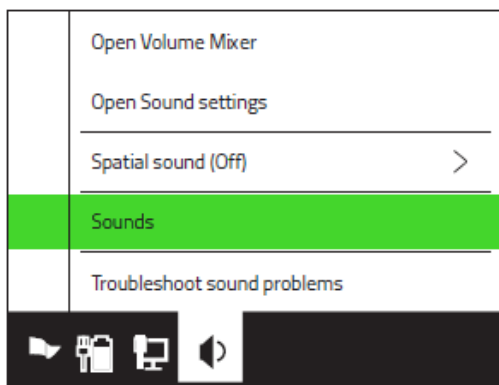 Open Volume Mixer
Open Sound settings
Spatial sound (Off)
Sounds
Troubleshoot sound problems